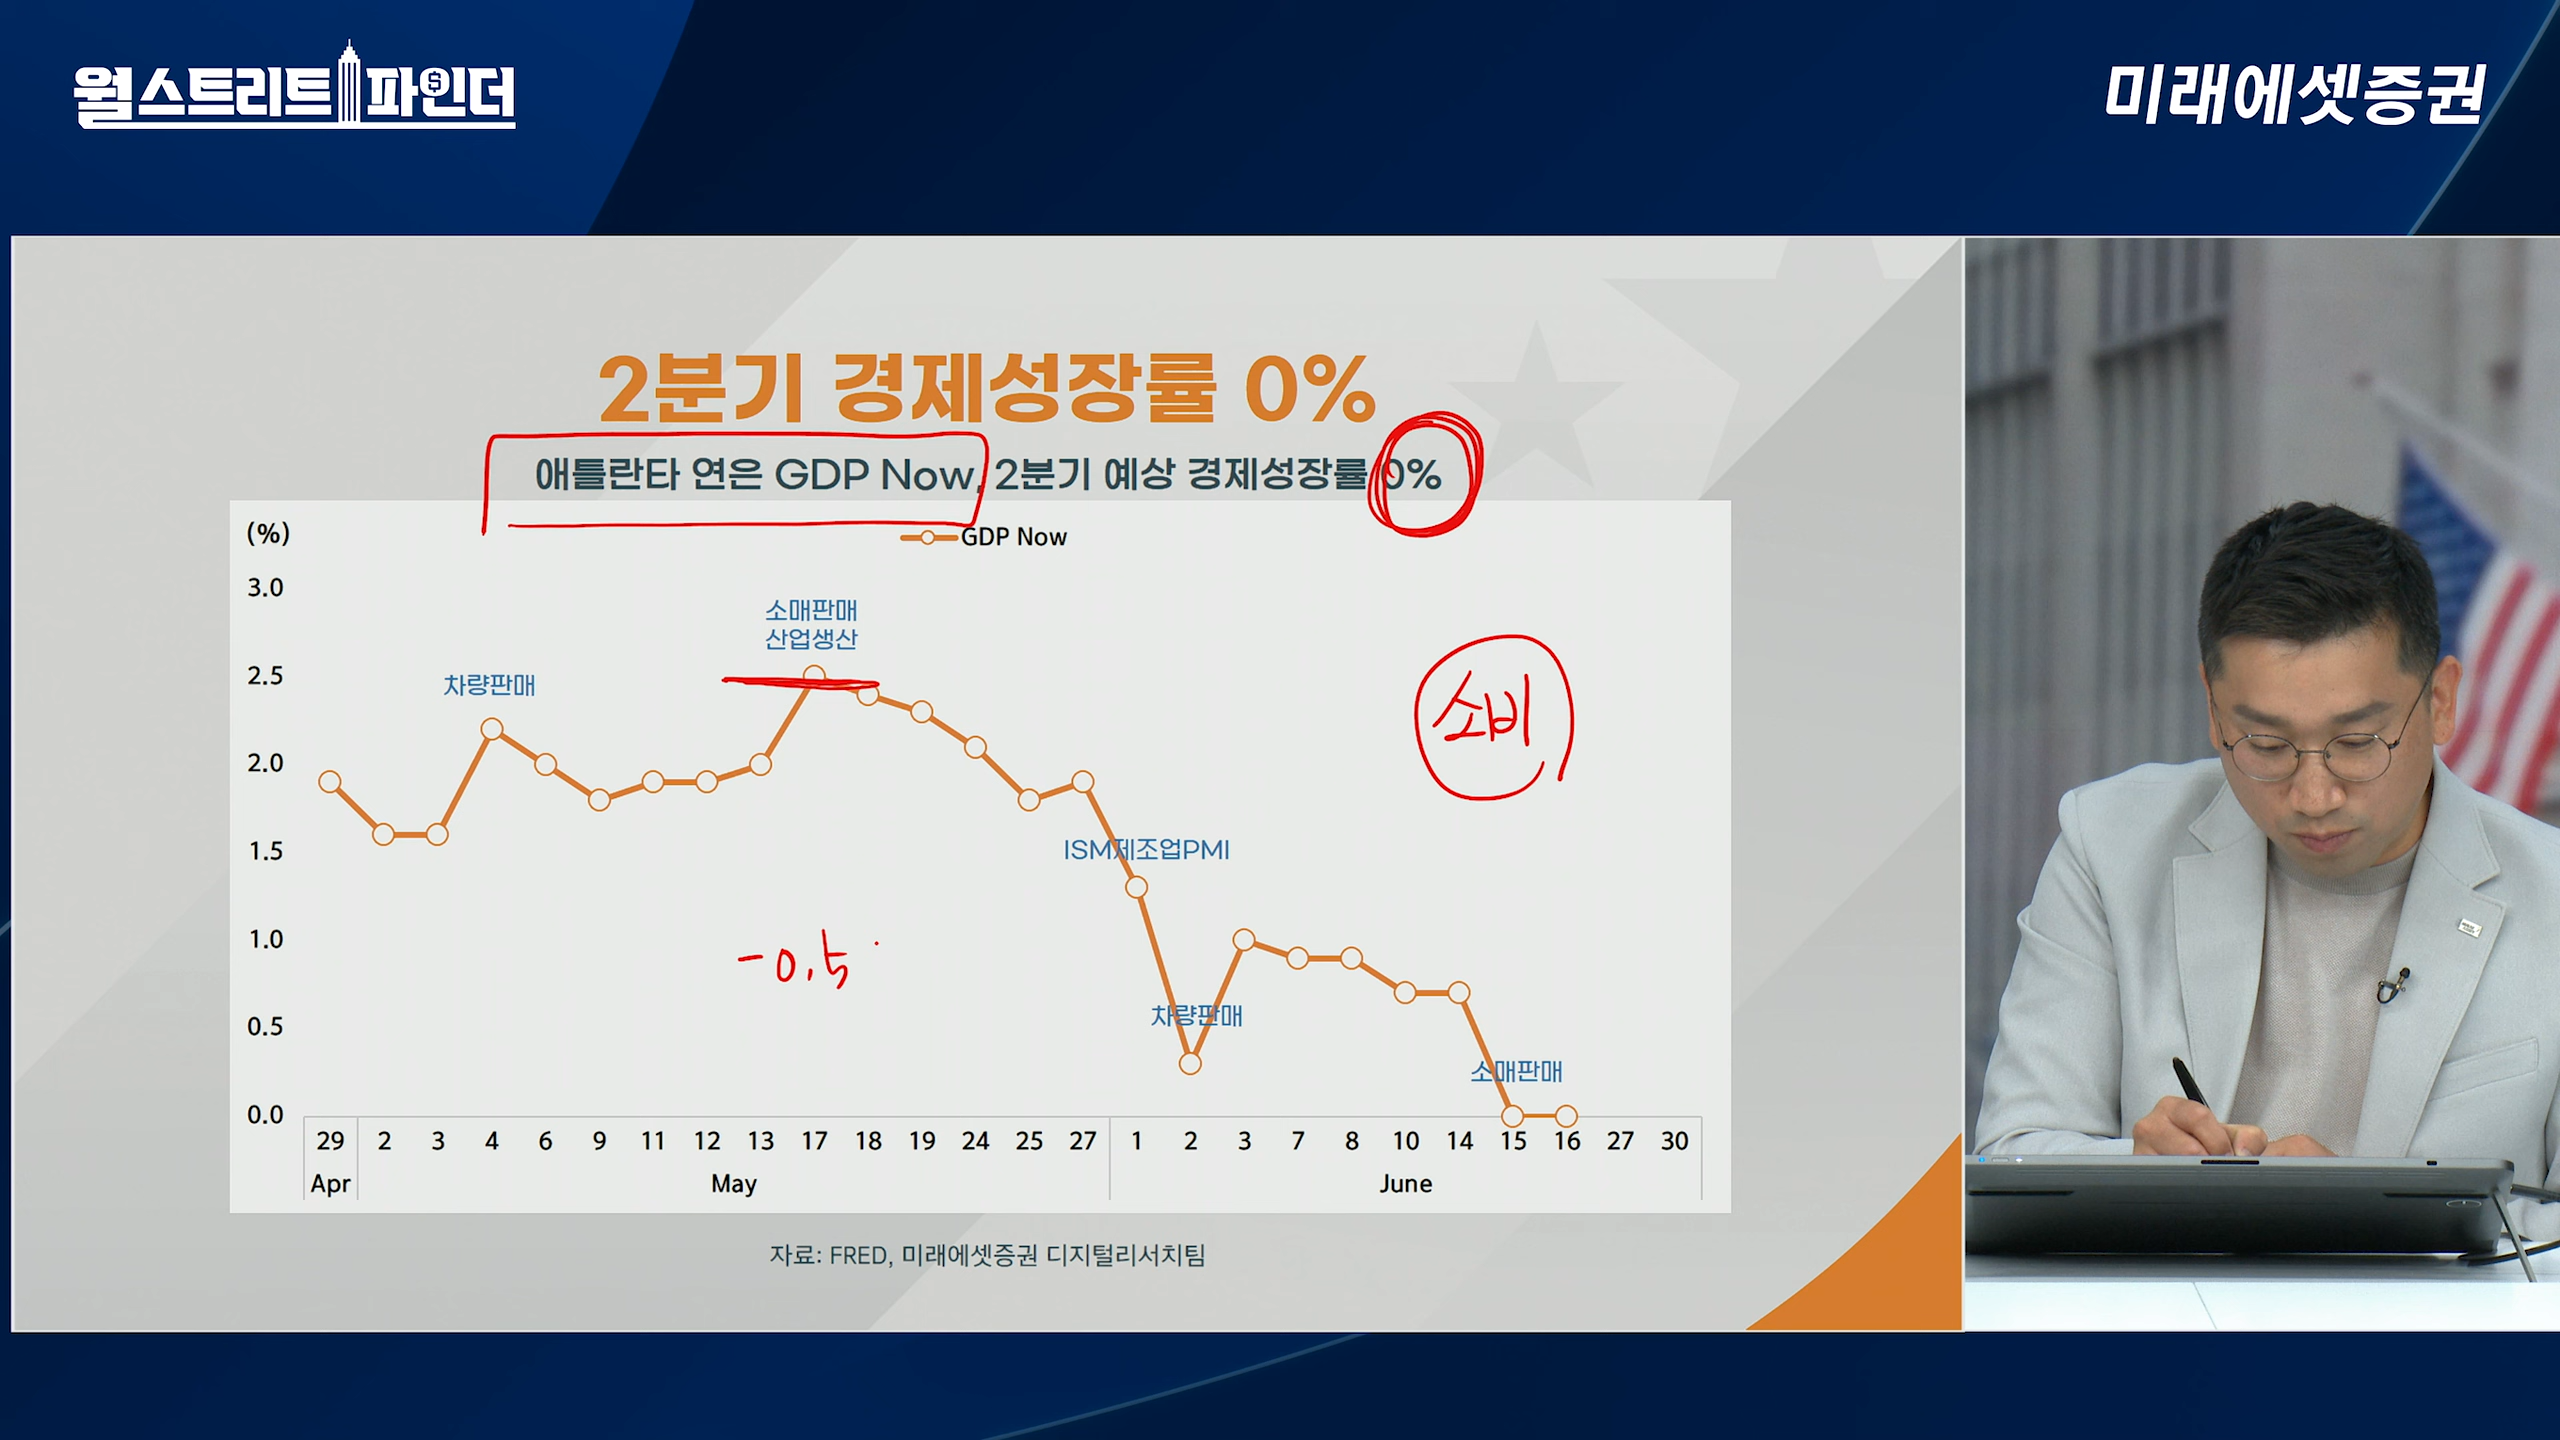 월스트리트파인더
미래에셋증권
2분기 경제성장률 0%
애틀란타 연은 GDP Now, 2분기 예상 경제성장률 0%
(%)
GDP Now
3.0
2.5
2.0
1.5
1.0
0.5
0.0
차량판매
소매판매
산업생산
ISM제조업PMI
차량판매
소매판매
소비
-0.5
29 2 3 4 6 9 11 12 13 17 18 19 24 25 27 1 2 3 7 8 10 14 15 16 27 30
Apr May June
자료: FRED, 미래에셋증권 디지털리서치팀